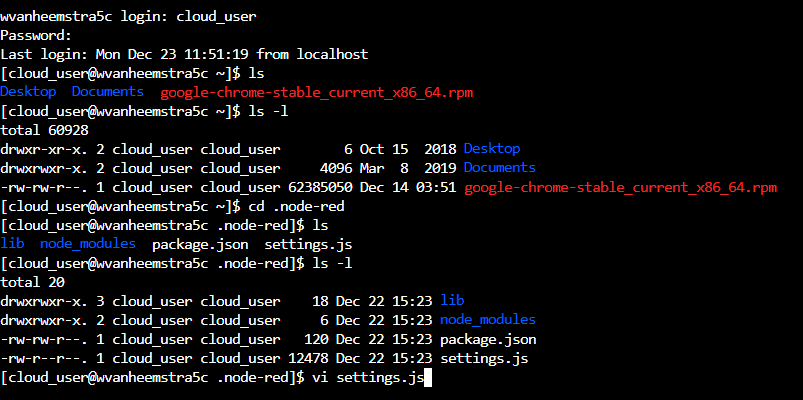 wvanheemstra5c login: cloud_user
Password:
Last login: Mon Dec 23 11:51:19 from localhost
[cloud_user@wvanheemstra5c ~]$ ls
Desktop  Documents  google-chrome-stable_current_x86_64.rpm
[cloud_user@wvanheemstra5c ~]$ ls -l
total 60928
drwxr-xr-x. 2 cloud_user cloud_user        6 Oct 15  2018 Desktop
drwxr-xr-x. 2 cloud_user cloud_user     4096 Mar  8  2019 Documents
-rw-rw-r--. 1 cloud_user cloud_user 62385050 Dec 14 03:51 google-chrome-stable_current_x86_64.rpm
[cloud_user@wvanheemstra5c ~]$ cd .node-red
[cloud_user@wvanheemstra5c .node-red]$ ls
lib  node_modules  package.json  settings.js
[cloud_user@wvanheemstra5c .node-red]$ ls -l
total 20
drwxrwxr-x. 3 cloud_user cloud_user    18 Dec 22 15:23 lib
drwxrwxr-x. 2 cloud_user cloud_user     6 Dec 22 15:23 node_modules
-rw-rw-r--. 1 cloud_user cloud_user   120 Dec 22 15:23 package.json
-rw-r--r--. 1 cloud_user cloud_user 12478 Dec 22 15:23 settings.js
[cloud_user@wvanheemstra5c .node-red]$ vi settings.js